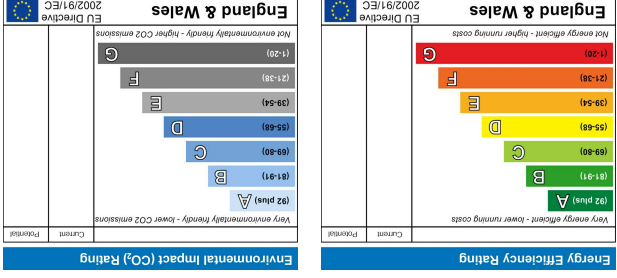 Energy Efficiency Rating
Current
Potential
Very energy efficient - lower running costs
(92 plus) A
(81-91) B
(69-80) C
(55-68) D
(39-54) E
(21-38) F
(1-20) G
Not energy efficient - higher running costs
England & Wales
EU Directive
2002/91/EC
Environmental Impact (CO₂) Rating
Current
Potential
Very environmentally friendly - lower CO2 emissions
(92 plus) A
(81-91) B
(69-80) C
(55-68) D
(39-54) E
(21-38) F
(1-20) G
Not environmentally friendly - higher CO2 emissions
England & Wales
EU Directive
2002/91/EC